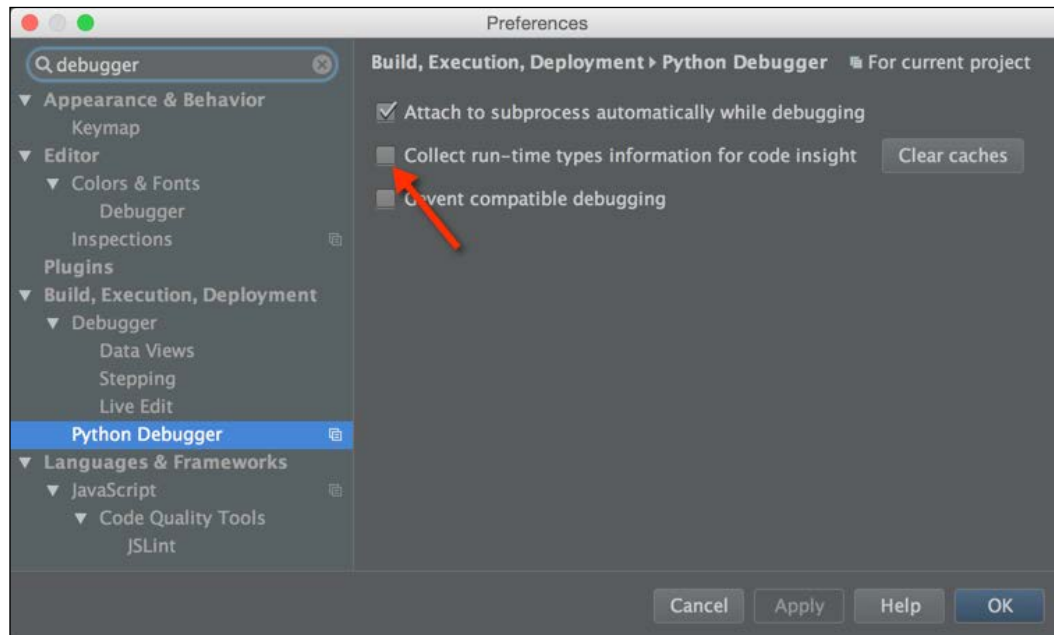 Preferences
debugger
Appearance & Behavior
Keymap
Editor
Colors & Fonts
Debugger
Inspections
Plugins
Build, Execution, Deployment
Debugger
Data Views
Stepping
Live Edit
Python Debugger
Languages & Frameworks
JavaScript
Code Quality Tools
JSLint
Build, Execution, Deployment Python Debugger For current project
Attach to subprocess automatically while debugging
Collect run-time types information for code insight Clear caches
Gevent compatible debugging
Cancel Apply Help OK